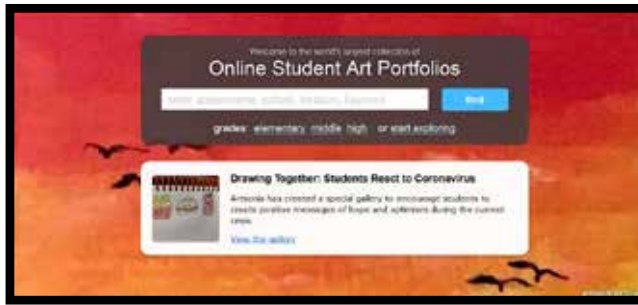 Welcome to the world's largest collection of
Online Student Art Portfolios
find
grades: elementary middle high or start exploring
Drawing Together: Students React to Coronavirus
Artsonia has created a special gallery to encourage students to
create positive messages of hope and optimism during the current
crisis.
View the gallery